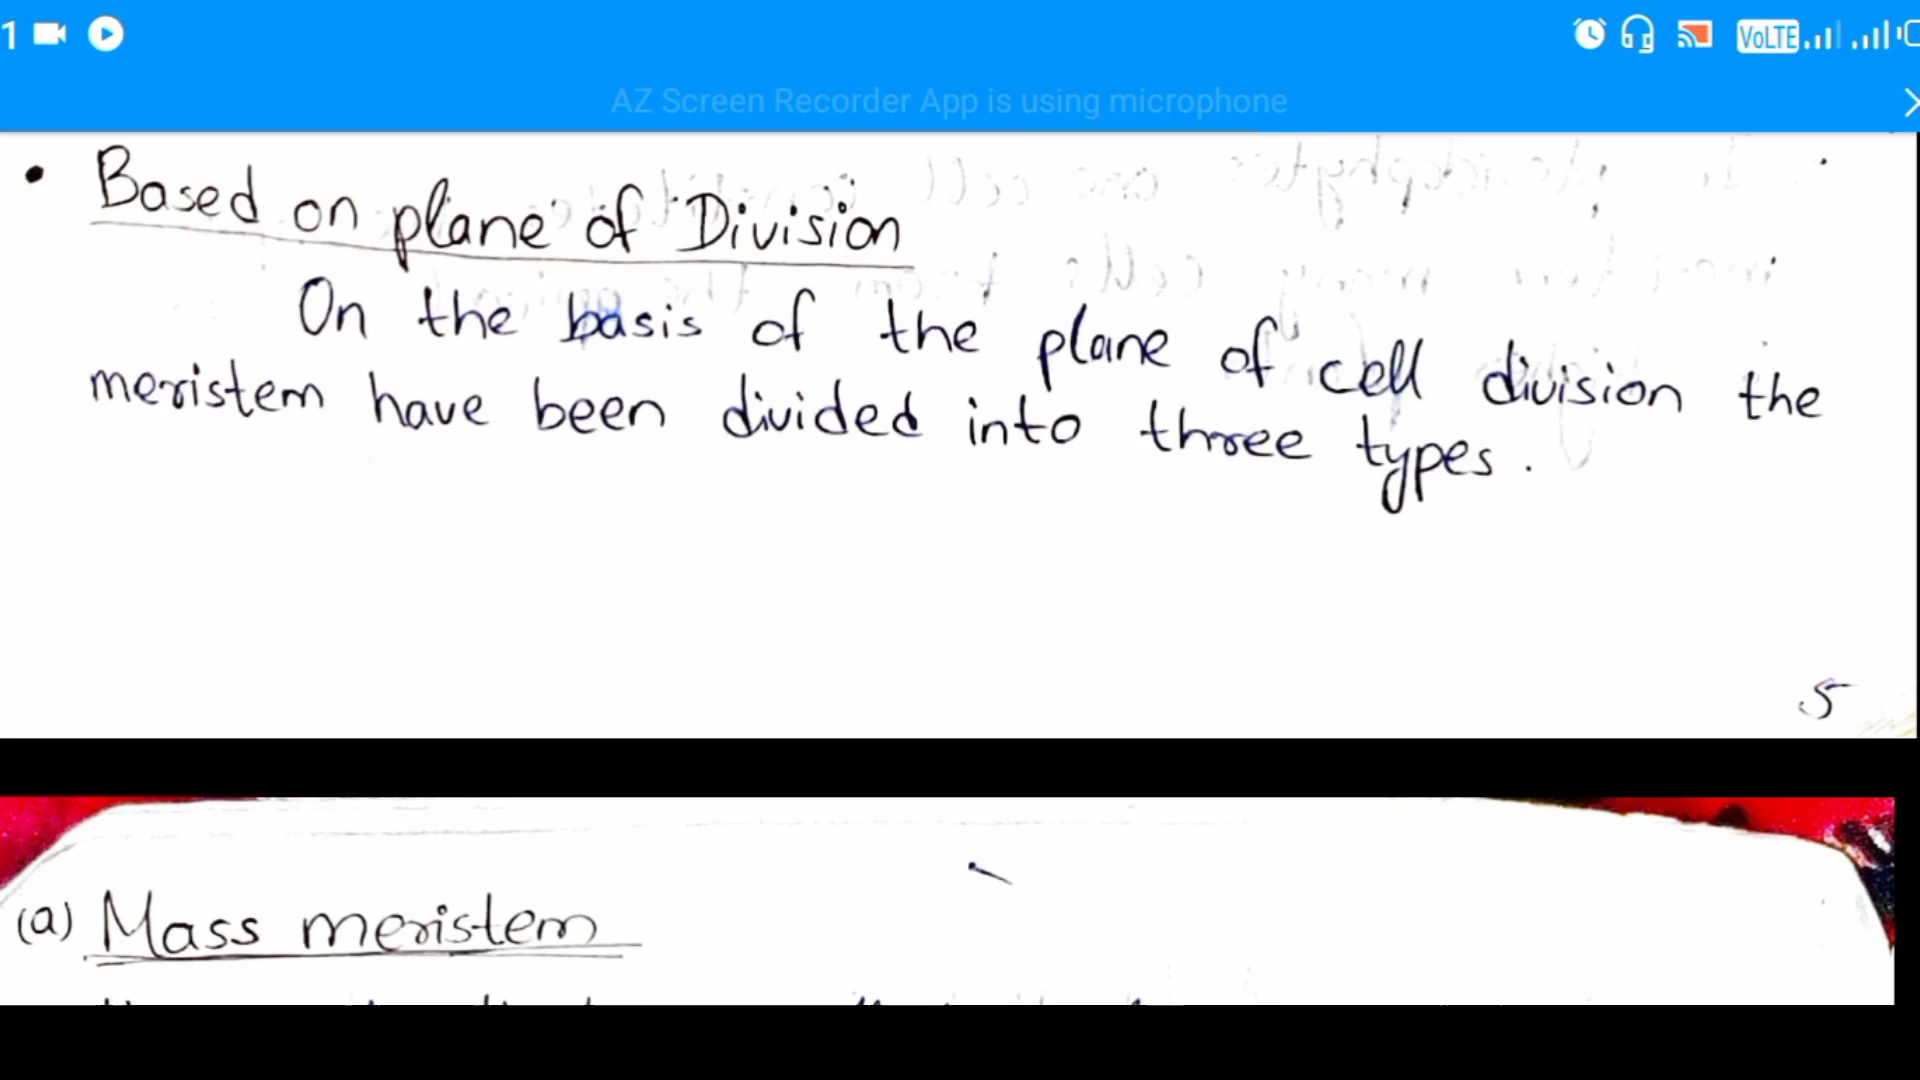 1
VoLTE
AZ Screen Recorder App is using microphone
• Based on plane of Division
On the basis of the plane of cell division the
meristem have been divided into three types.
5
(a) Mass meristem